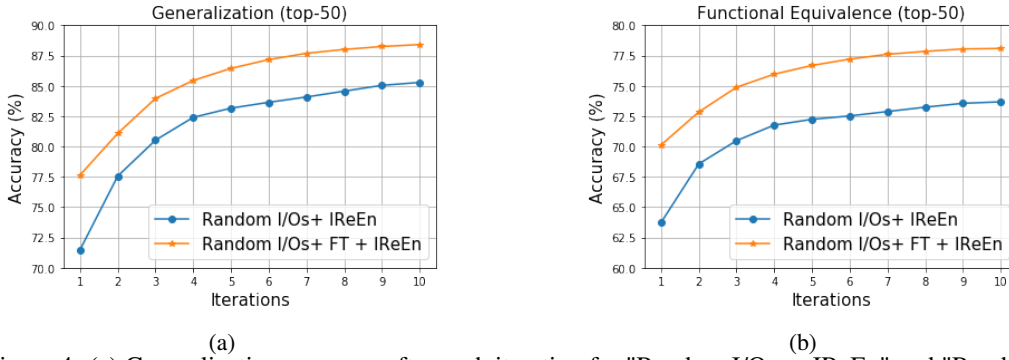 Generalization (top-50)
90.0
87.5
85.0
82.5
80.0
77.5
75.0
72.5
70.0
Accuracy (%)
Random I/Os+ IReEn
Random I/Os+ FT + IReEn
1 2 3 4 5 6 7 8 9 10
Iterations
(a)
Functional Equivalence (top-50)
80.0
77.5
75.0
72.5
70.0
67.5
65.0
62.5
60.0
Accuracy (%)
Random I/Os+ IReEn
Random I/Os+ FT + IReEn
1 2 3 4 5 6 7 8 9 10
Iterations
(b)